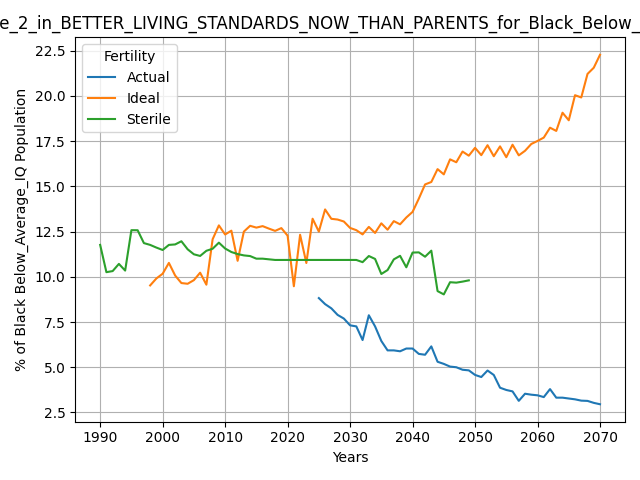 e_2_in_BETTER_LIVING_STANDARDS_NOW_THAN_PARENTS_for_Black_Below_
22.5
20.0
17.5
15.0
12.5
10.0
7.5
5.0
2.5
% of Black Below_Average_IQ Population
Fertility
Actual
Ideal
Sterile
1990 2000 2010 2020 2030 2040 2050 2060 2070
Years